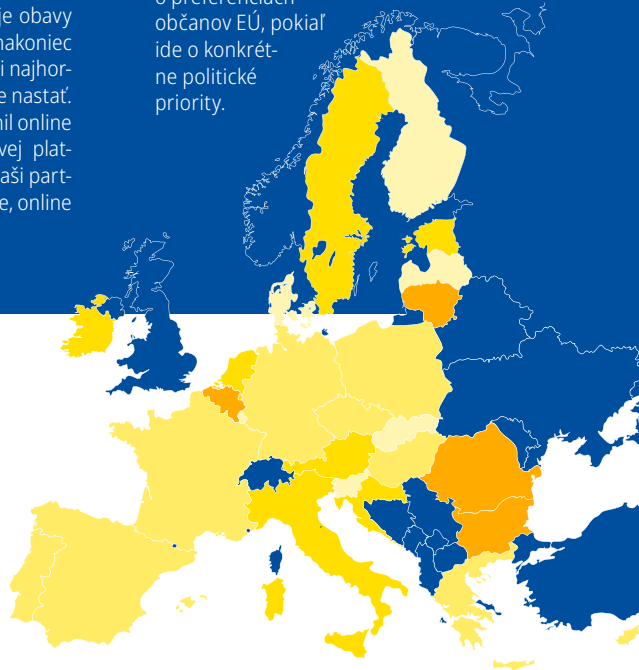 je obavy
nakoniec
i najhor-
e nastať.
nil online
vej plat-
aši part-
e, online
o preferenciách
občanov EÚ, pokiaľ
ide o konkrét-
ne politické
priority.